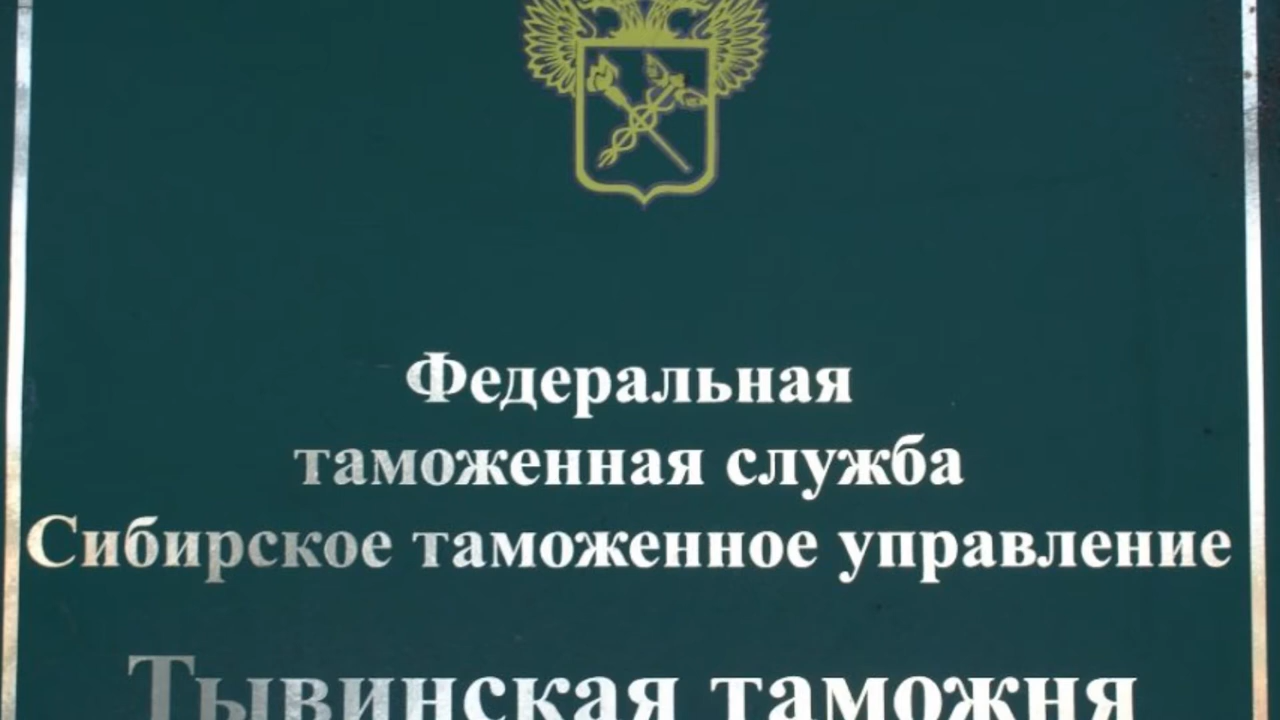 Федеральная
таможенная служба
Сибирское таможенное управление
Тывинская таможня